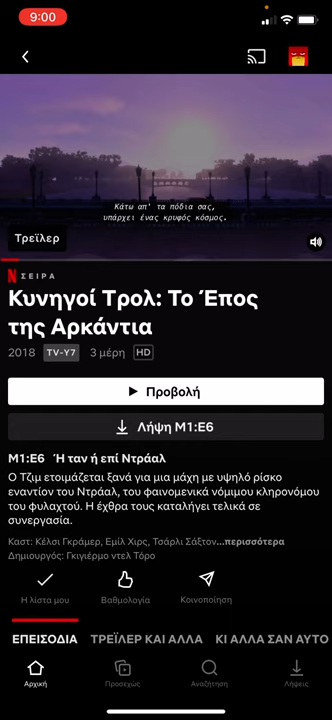 9:00
Κάτω απ' τα πόδια σας,
υπάρχει ένας κρυφός κόσμος.
Τρεϊλερ
N ΣΕΙΡΑ
Κυνηγοί Τρολ: Το Έπος
της Αρκάντια
2018 TV-Y7 3 μέρη HD
Προβολή
Λήψη Μ1:Ε6
Μ1:Ε6 Ή ταν ή επί Ντράαλ
Ο Τζιμ ετοιμάζεται ξανά για μια μάχη με υψηλό ρίσκο
εναντίον του Ντράαλ, του φαινομενικά νόμιμου κληρονόμου
του φυλαχτού. Η έχθρα τους καταλήγει τελικά σε
συνεργασία.
Καστ: Κέλσι Γκράμερ, Εμίλ Χιρς, Τσάρλι Σάξτον...περισσότερα
Δημιουργός: Γκιγιέρμο ντελ Τόρο
Η λίστα μου Βαθμολογία Κοινοποίηση
ΕΠΕΙΣΟΔΙΑ ΤΡΕΪΛΕΡ ΚΑΙ ΑΛΛΑ ΚΙ ΑΛΛΑ ΣΑΝ ΑΥΤΟ
Αρχική Προσεχώς Αναζήτηση Λήψεις